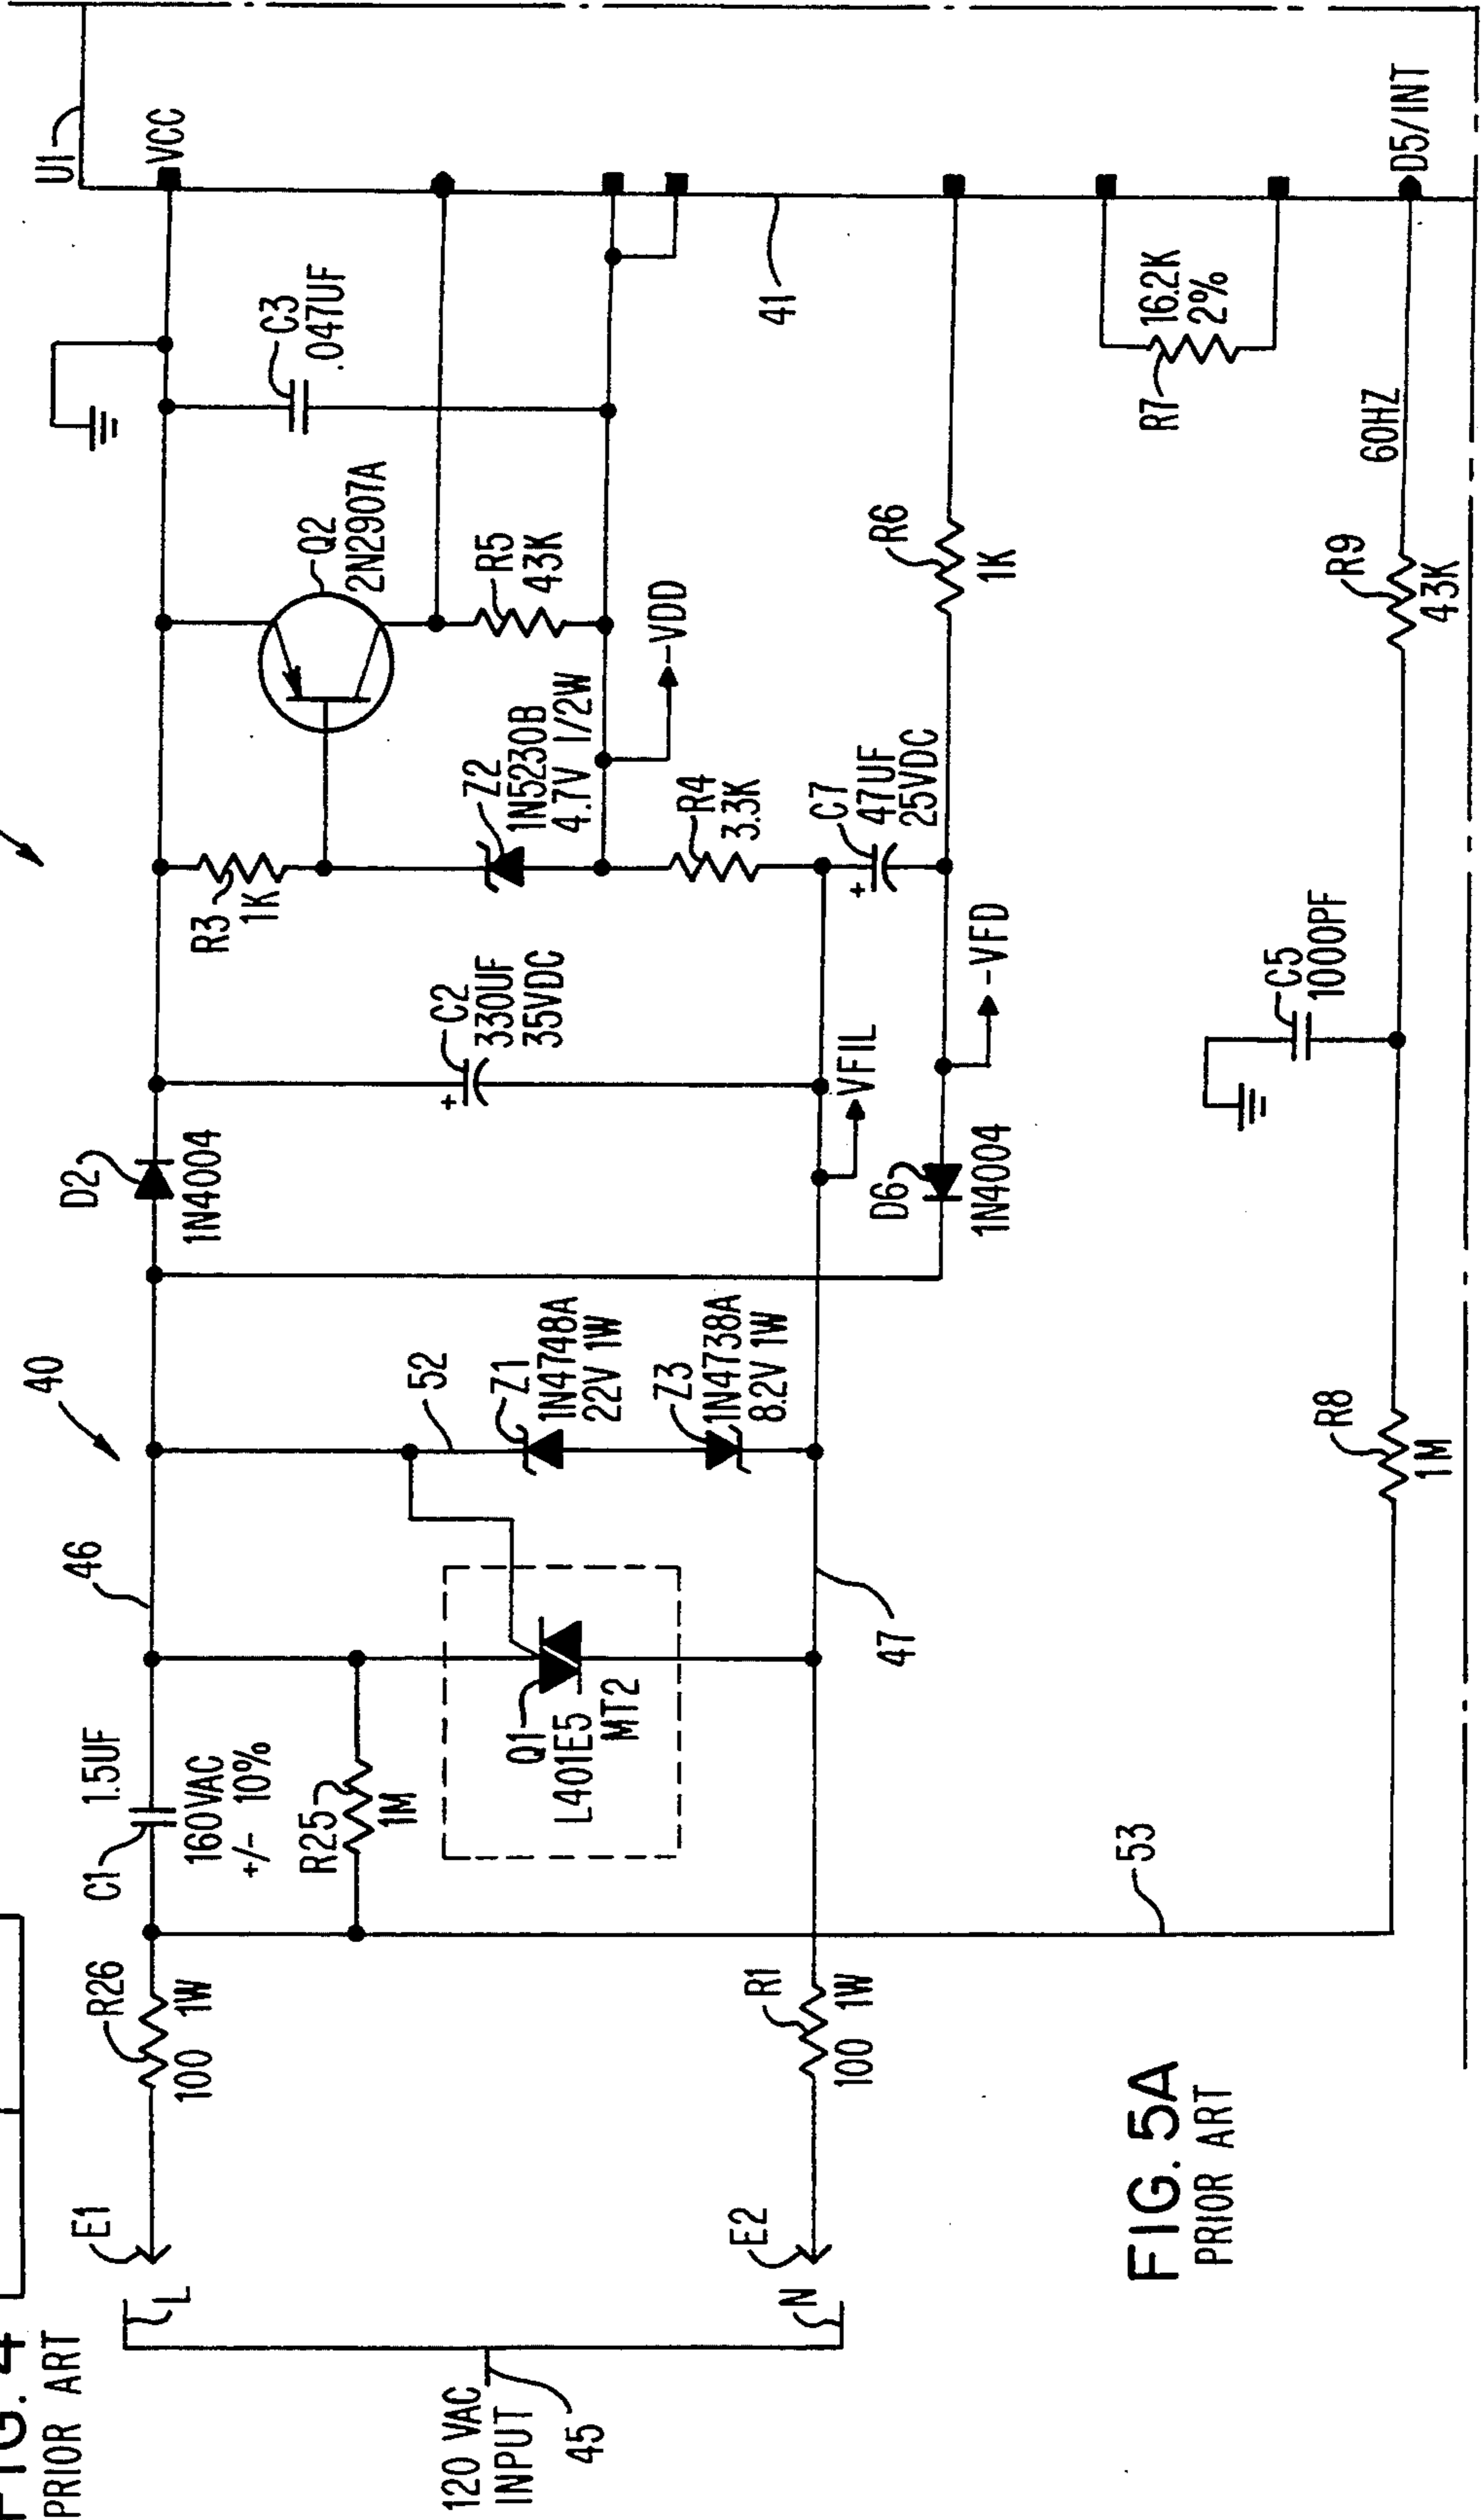 FIG. 4
PRIOR ART
40
U1
VCC
D2
1N4004
R3
1K
Q2
2N2907A
C3
.047UF
46
C1
1.5UF
160VAC
+/- 10%
R26
100 1W
E1
L
R25
1M
52
Z1
1N4748A
22V 1W
Z3
1N4738A
8.2V 1W
C2
+
330UF
35VDC
Z2
1N5230B
4.7V 1/2W
R5
43K
-VDD
R4
3.3K
120 VAC
INPUT
45
Q1
L401E5
MT2
E2
N
R1
100 1W
47
VFIL
D6
1N4004
C7
+
47UF
25VDC
-VFD
R6
1K
41
53
R7
16.2K
2%
C5
1000PF
R8
1M
R9
43K
60HZ
D5/INT
FIG. 5A
PRIOR ART